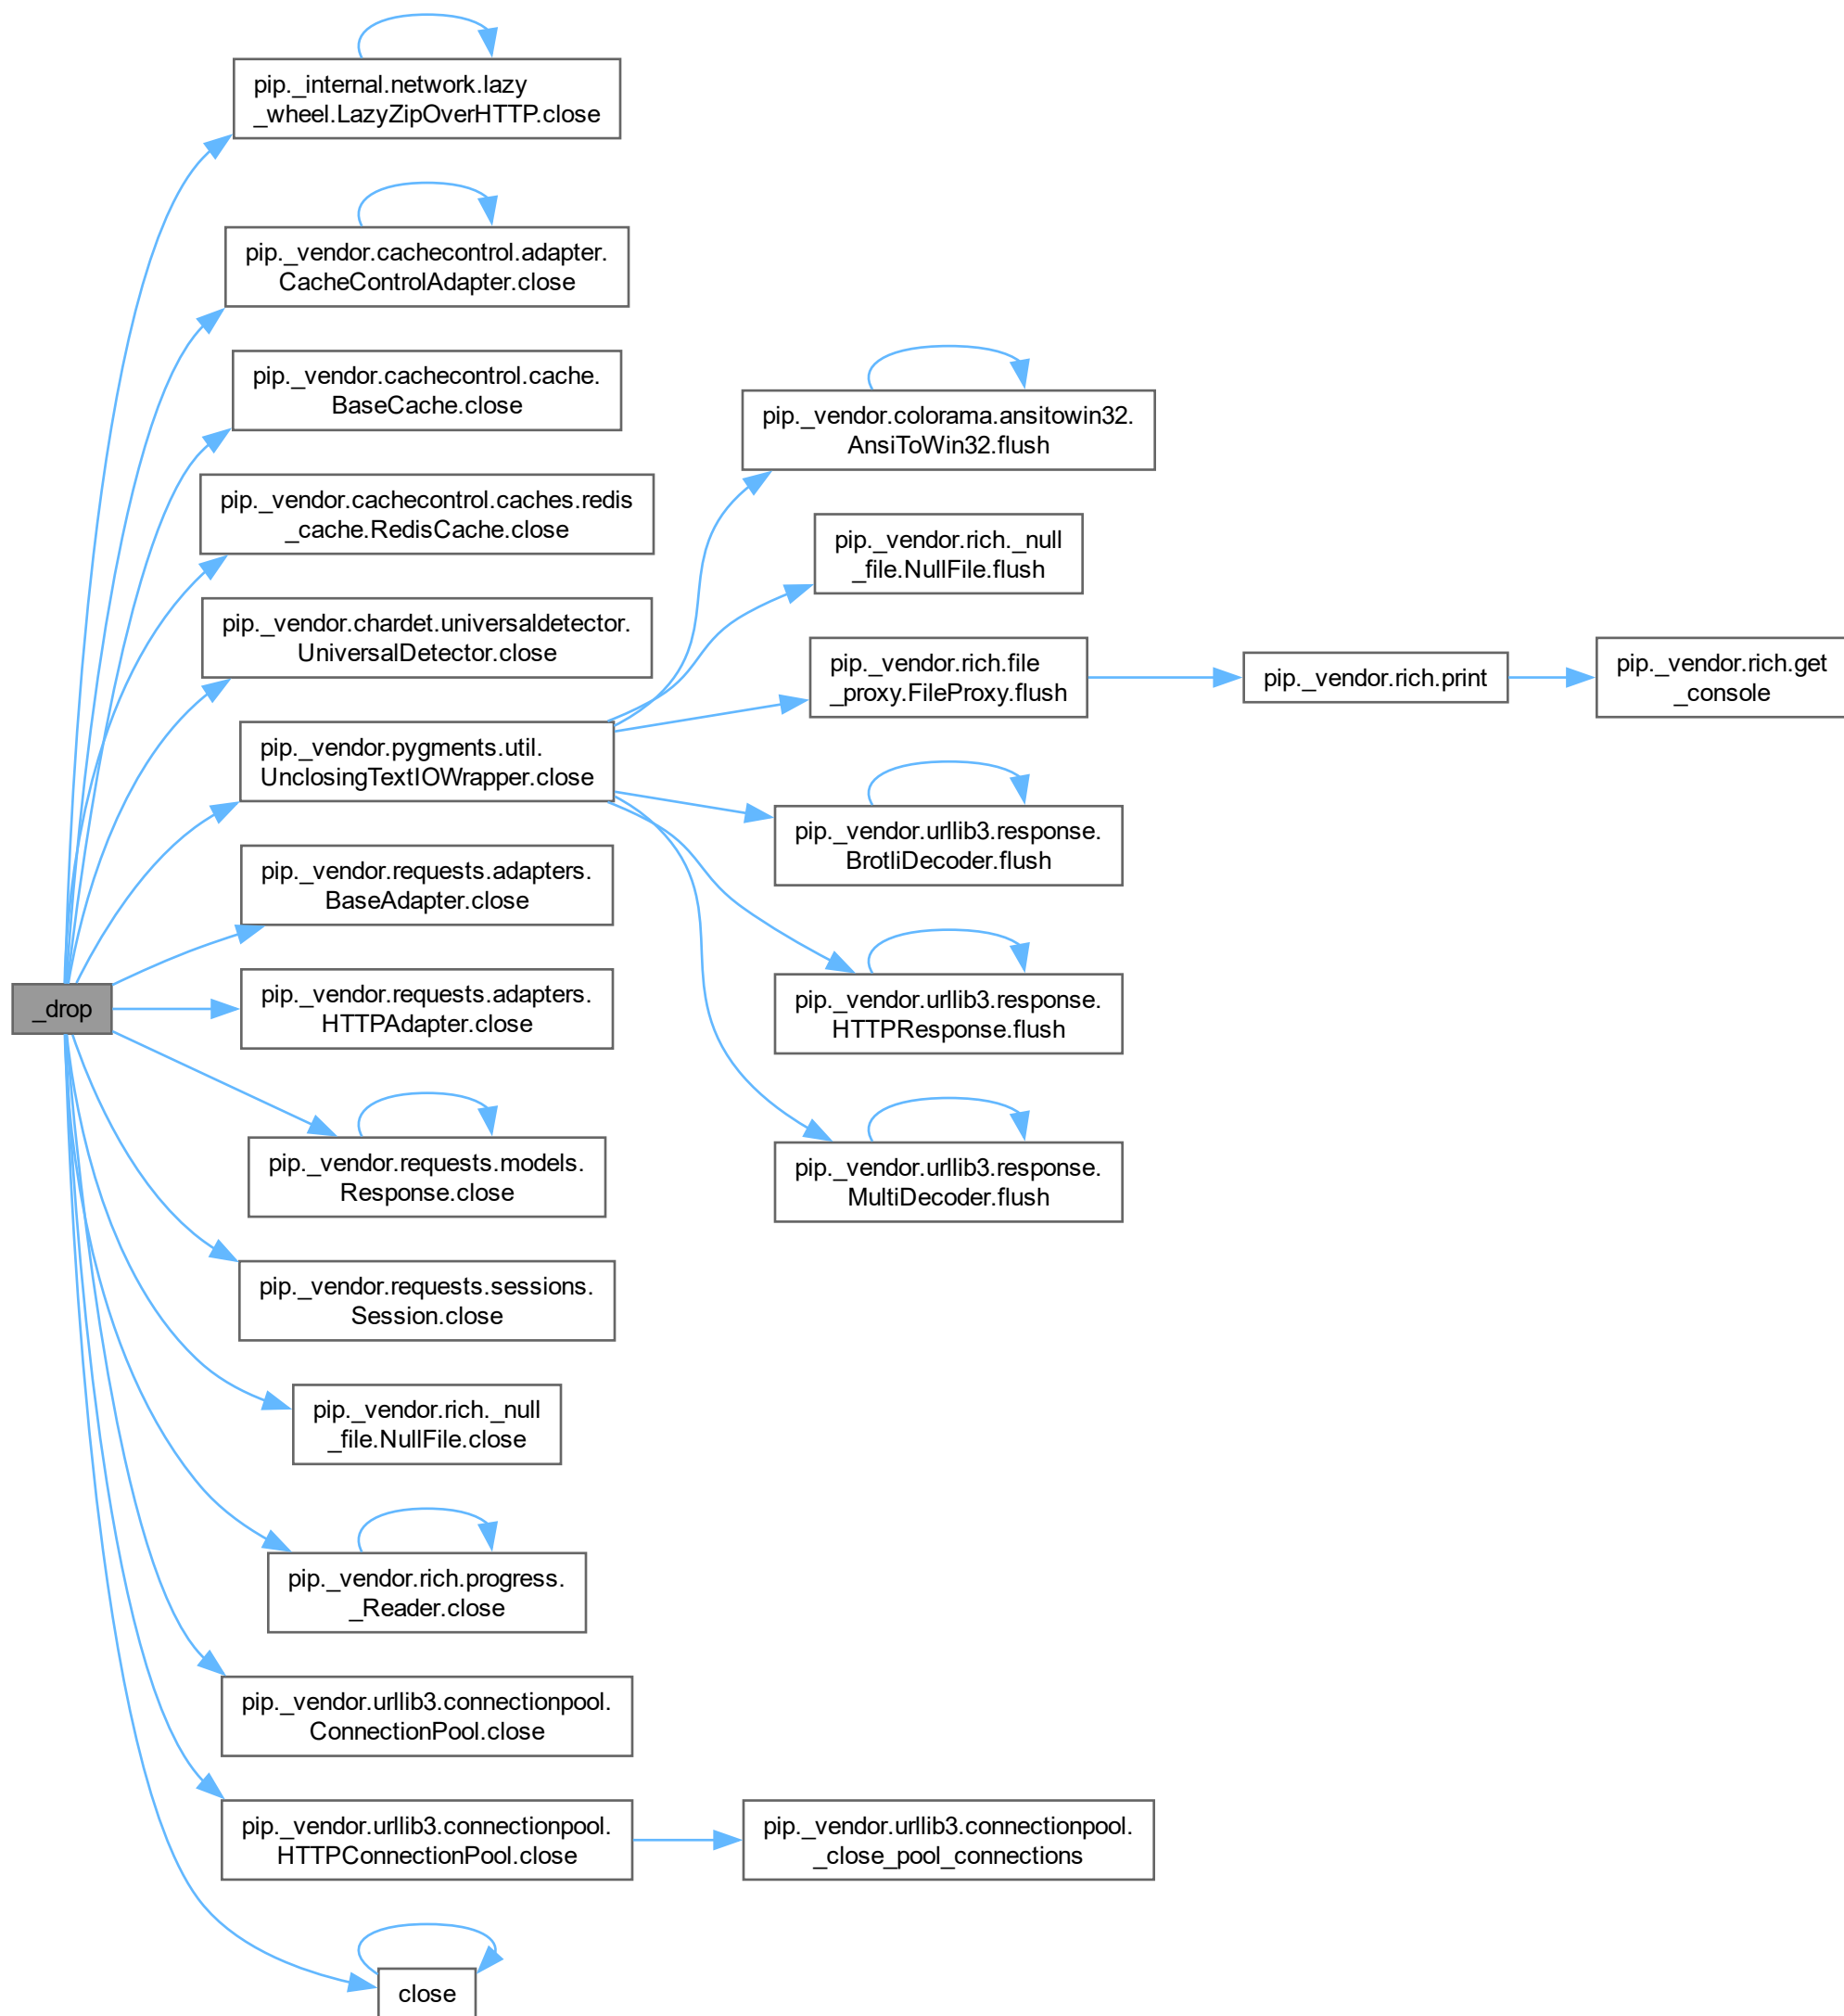 pip._internal.network.lazy
_wheel.LazyZipOverHTTP.close
pip._vendor.cachecontrol.adapter.
CacheControlAdapter.close
pip._vendor.cachecontrol.cache.
BaseCache.close
pip._vendor.cachecontrol.caches.redis
_cache.RedisCache.close
pip._vendor.chardet.universaldetector.
UniversalDetector.close
pip._vendor.pygments.util.
UnclosingTextIOWrapper.close
pip._vendor.requests.adapters.
BaseAdapter.close
_drop
pip._vendor.requests.adapters.
HTTPAdapter.close
pip._vendor.requests.models.
Response.close
pip._vendor.requests.sessions.
Session.close
pip._vendor.rich._null
_file.NullFile.close
pip._vendor.rich.progress.
_Reader.close
pip._vendor.urllib3.connectionpool.
ConnectionPool.close
pip._vendor.urllib3.connectionpool.
HTTPConnectionPool.close
close
pip._vendor.colorama.ansitowin32.
AnsiToWin32.flush
pip._vendor.rich._null
_file.NullFile.flush
pip._vendor.rich.file
_proxy.FileProxy.flush
pip._vendor.urllib3.response.
BrotliDecoder.flush
pip._vendor.urllib3.response.
HTTPResponse.flush
pip._vendor.urllib3.response.
MultiDecoder.flush
pip._vendor.urllib3.connectionpool.
_close_pool_connections
pip._vendor.rich.print
pip._vendor.rich.get
_console